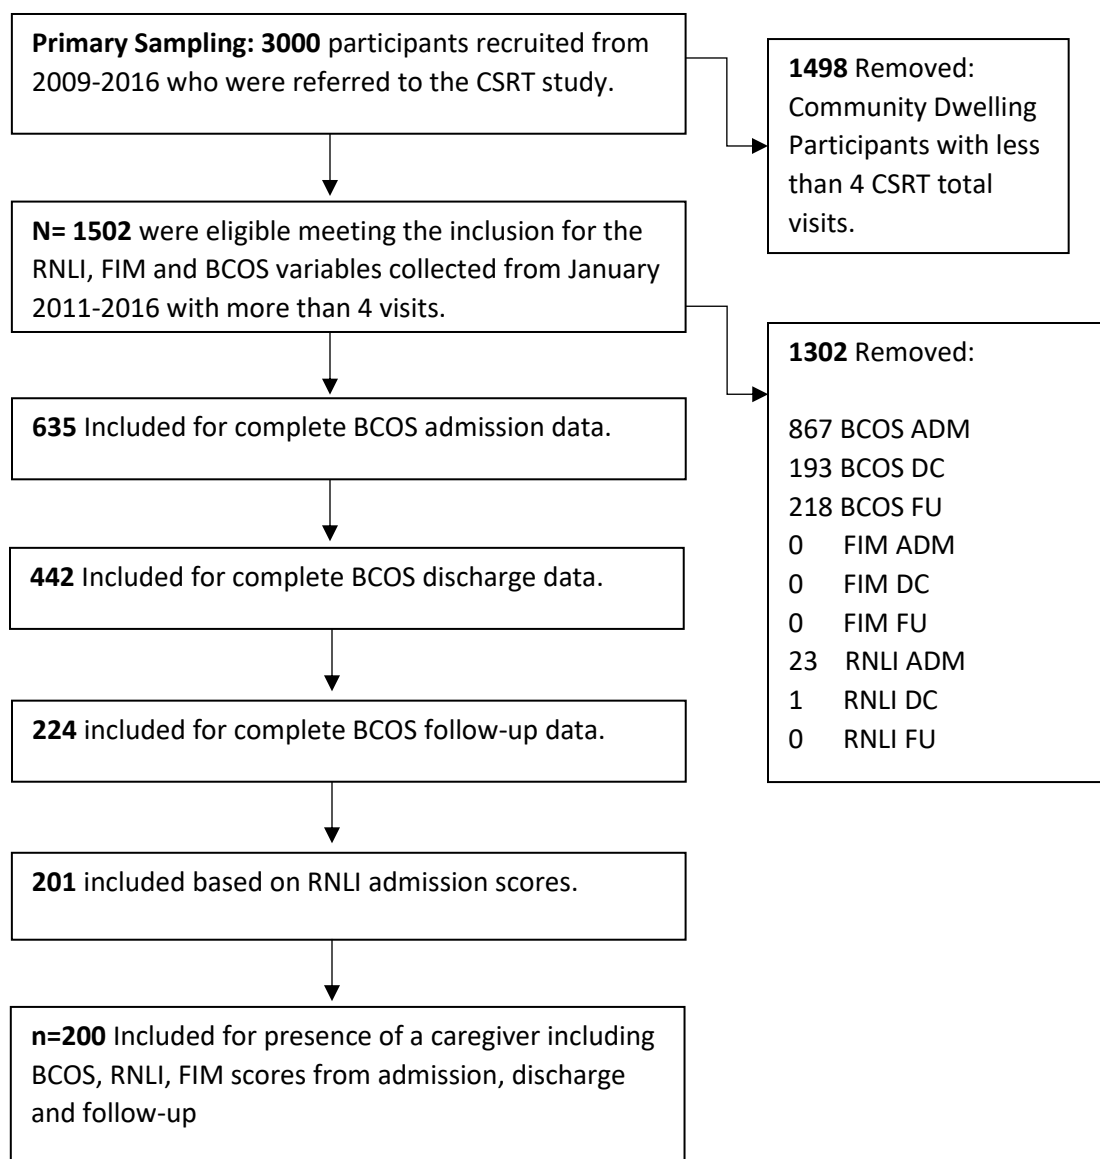 Primary Sampling: 3000 participants recruited from
2009-2016 who were referred to the CSRT study.
1498 Removed:
Community Dwelling
Participants with less
than 4 CSRT total
visits.
N= 1502 were eligible meeting the inclusion for the
RNLI, FIM and BCOS variables collected from January
2011-2016 with more than 4 visits.
1302 Removed:
867 BCOS ADM
193 BCOS DC
218 BCOS FU
0 FIM ADM
0 FIM DC
0 FIM FU
23 RNLI ADM
1 RNLI DC
0 RNLI FU
635 Included for complete BCOS admission data.
442 Included for complete BCOS discharge data.
224 included for complete BCOS follow-up data.
201 included based on RNLI admission scores.
n=200 Included for presence of a caregiver including
BCOS, RNLI, FIM scores from admission, discharge
and follow-up